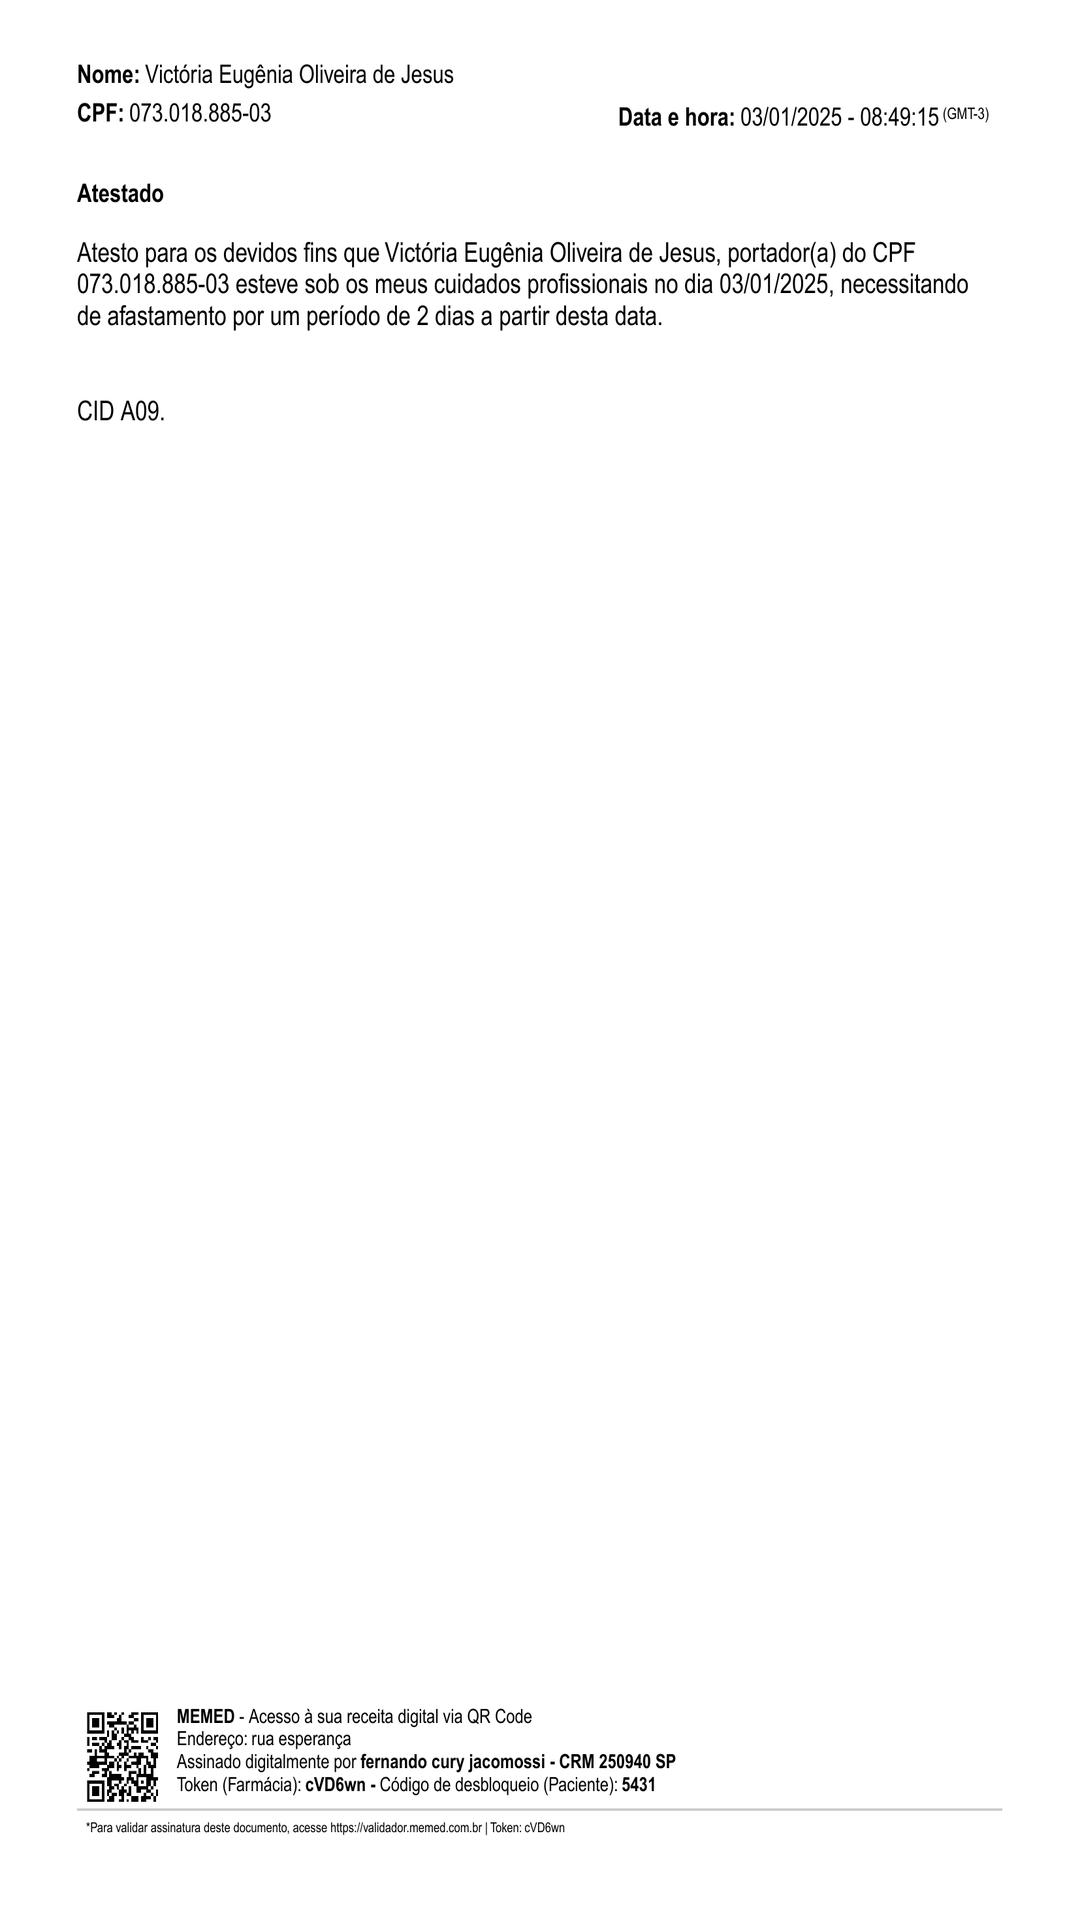 Nome: Victória Eugênia Oliveira de Jesus
CPF: 073.018.885-03
Data e hora: 03/01/2025 - 08:49:15 (GMT-3)
Atestado
Atesto para os devidos fins que Victória Eugênia Oliveira de Jesus, portador(a) do CPF
073.018.885-03 esteve sob os meus cuidados profissionais no dia 03/01/2025, necessitando
de afastamento por um período de 2 dias a partir desta data.
CID A09.
MEMED - Acesso à sua receita digital via QR Code
Endereço: rua esperança
Assinado digitalmente por fernando cury jacomossi - CRM 250940 SP
Token (Farmácia): cVD6wn - Código de desbloqueio (Paciente): 5431
*Para validar assinatura deste documento, acesse https://validador.memed.com.br | Token: cVD6wn